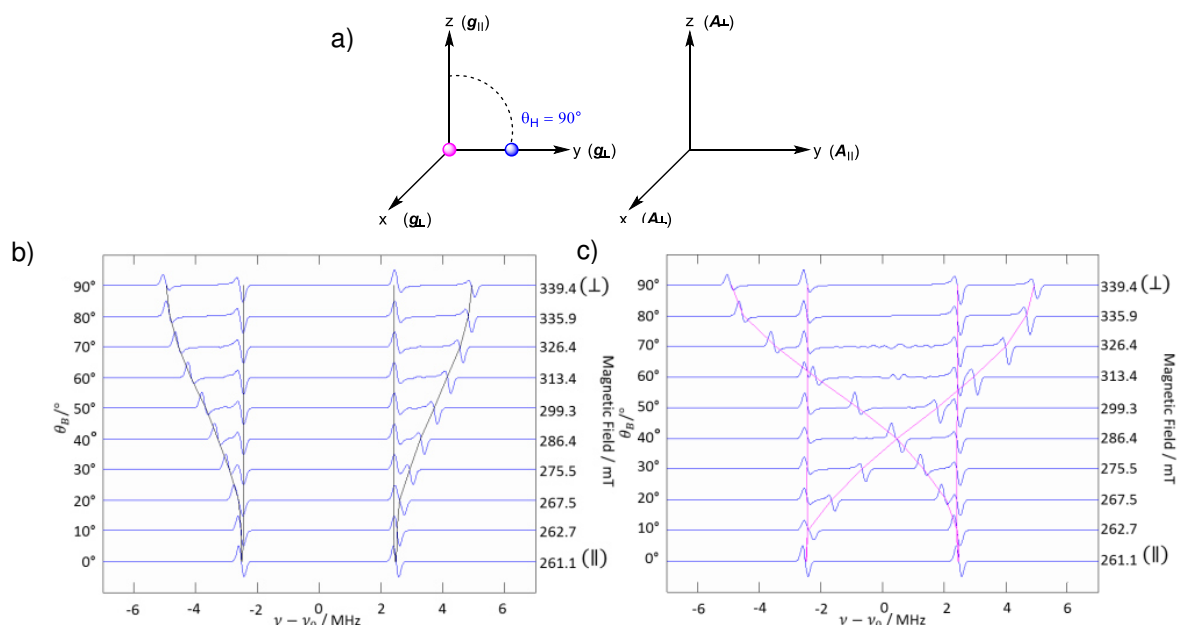 a)
z (g||)
θH = 90°
y (g⊥)
x (g⊥)
z (A⊥)
y (A||)
x (A⊥)
b)
90°
80°
70°
60°
50°
40°
30°
20°
10°
0°
θB/°
339.4 (⊥)
335.9
326.4
313.4
299.3
286.4
275.5
267.5
262.7
261.1 (||)
Magnetic Field / mT
-6 -4 -2 0 2 4 6
ν − ν0 / MHz
c)
90°
80°
70°
60°
50°
40°
30°
20°
10°
0°
θB/°
339.4 (⊥)
335.9
326.4
313.4
299.3
286.4
275.5
267.5
262.7
261.1 (||)
Magnetic Field / mT
-6 -4 -2 0 2 4 6
ν − ν0 / MHz